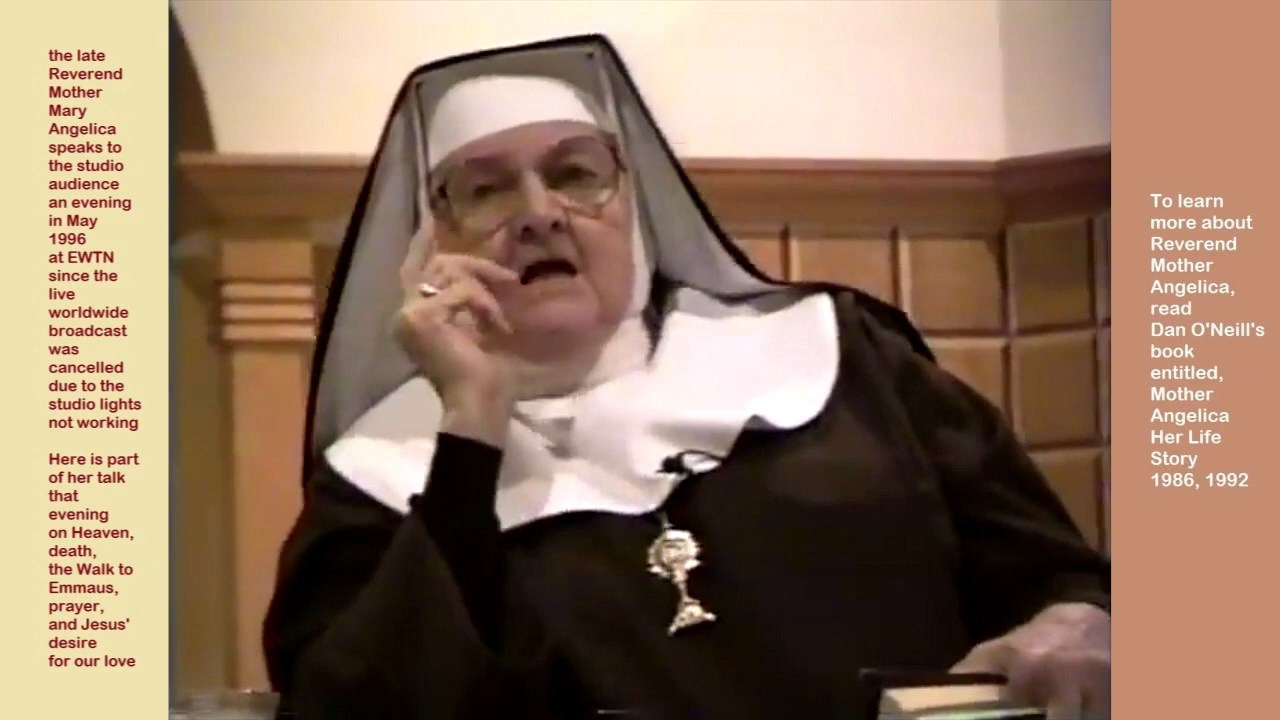 the late
Reverend
Mother
Mary
Angelica
speaks to
the studio
audience
an evening
in May
1996
at EWTN
since the
live
worldwide
broadcast
was
cancelled
due to the
studio lights
not working
Here is part
of her talk
that
evening
on Heaven,
death,
the Walk to
Emmaus,
prayer,
and Jesus'
desire
for our love
To learn
more about
Reverend
Mother
Angelica,
read
Dan O'Neill's
book
entitled,
Mother
Angelica
Her Life
Story
1986, 1992